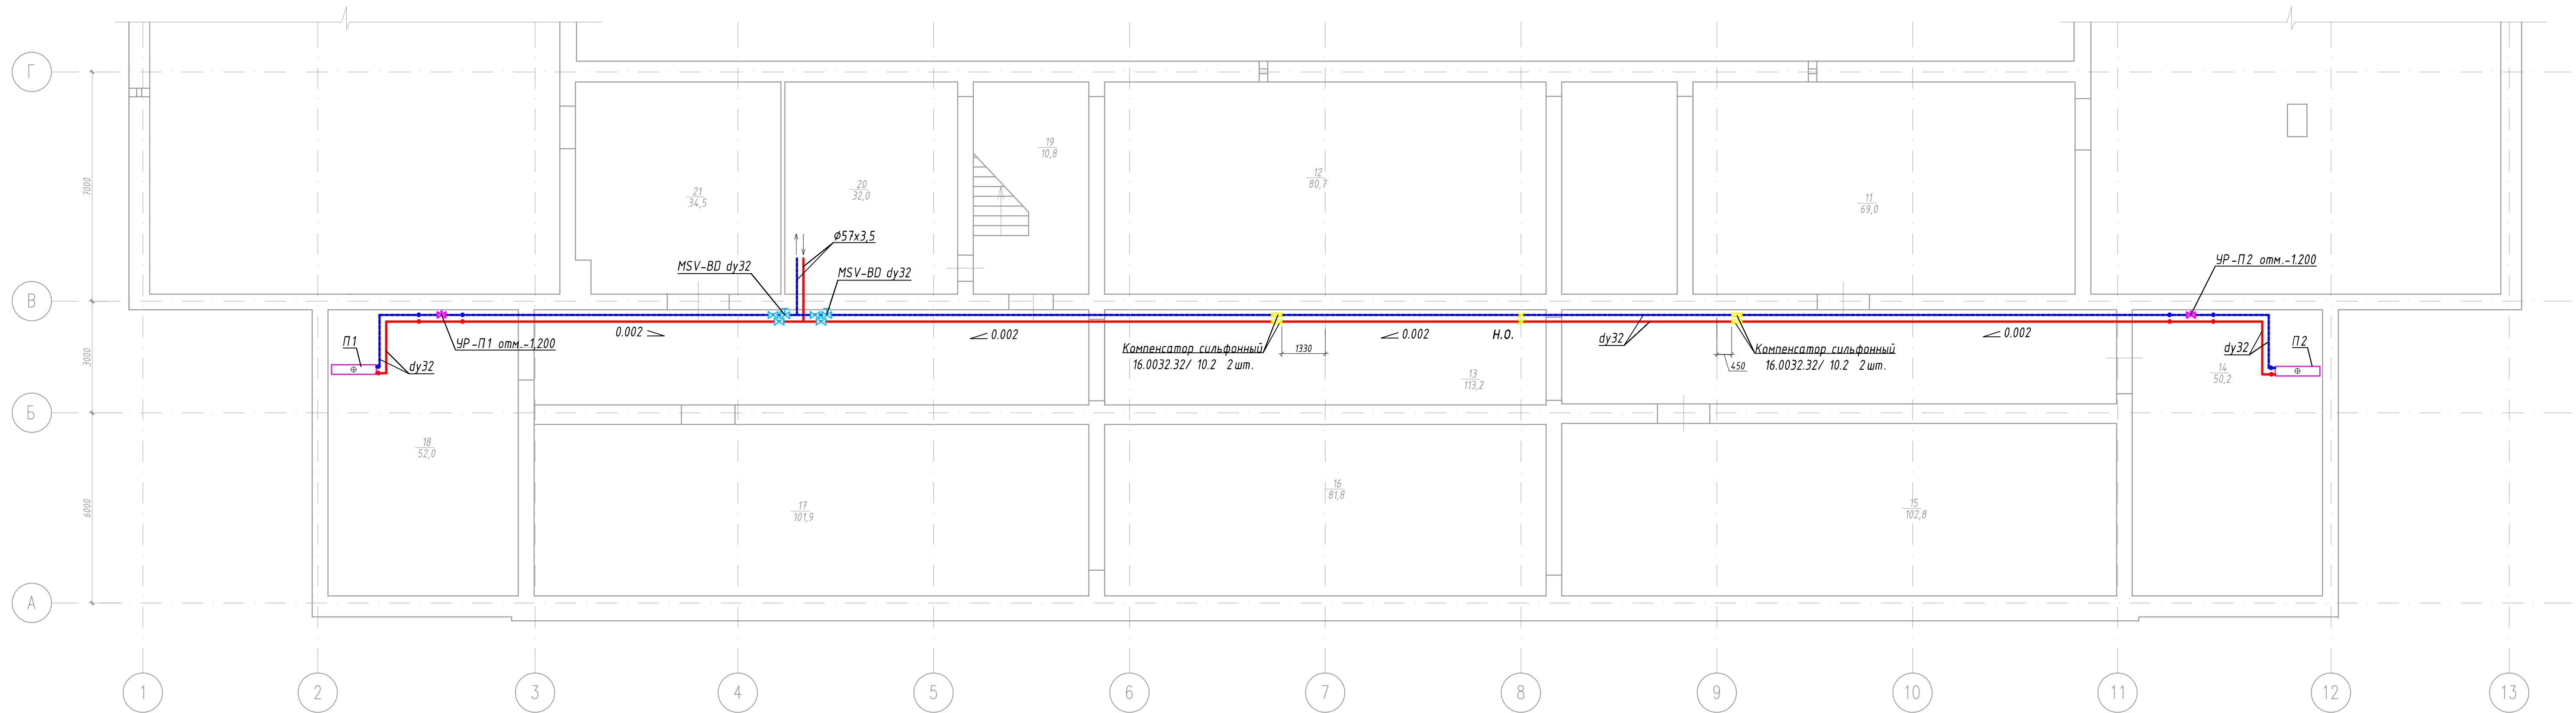 Г
В
Б
А
7000
3000
6000
21
34,5
20
32,0
19
10,8
12
80,7
11
69,0
ϕ57х3,5
MSV-BD dy32
MSV-BD dy32
УР-П2 отм.-1.200
0.002
0.002
0.002
0.002
УР-П1 отм.-1.200
П1
dy32
Компенсатор сильфонный
16.0032.32/ 10.2 2шт.
1330
Н.О.
dy32
450
Компенсатор сильфонный
16.0032.32/ 10.2 2шт.
dy32
П2
13
113,2
14
50,2
18
52,0
17
101,9
16
81,8
15
102,8
1
2
3
4
5
6
7
8
9
10
11
12
13